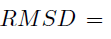 RMSD =